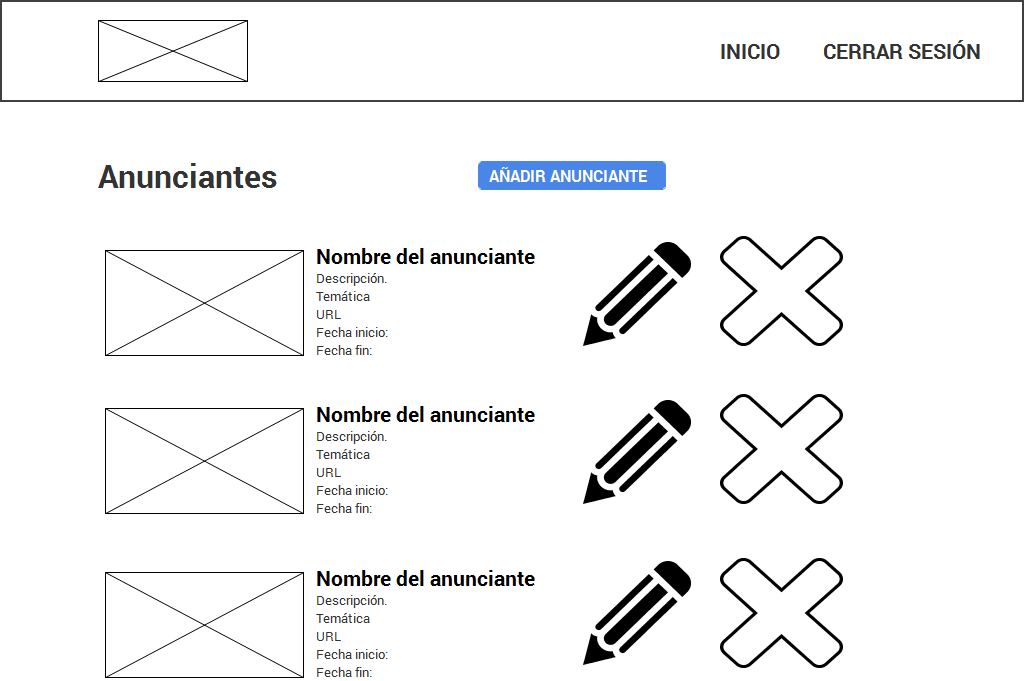 INICIO CERRAR SESIÓN
Anunciantes
AÑADIR ANUNCIANTE
Nombre del anunciante
Descripción.
Temática
URL
Fecha inicio:
Fecha fin:
Nombre del anunciante
Descripción.
Temática
URL
Fecha inicio:
Fecha fin:
Nombre del anunciante
Descripción.
Temática
URL
Fecha inicio:
Fecha fin: